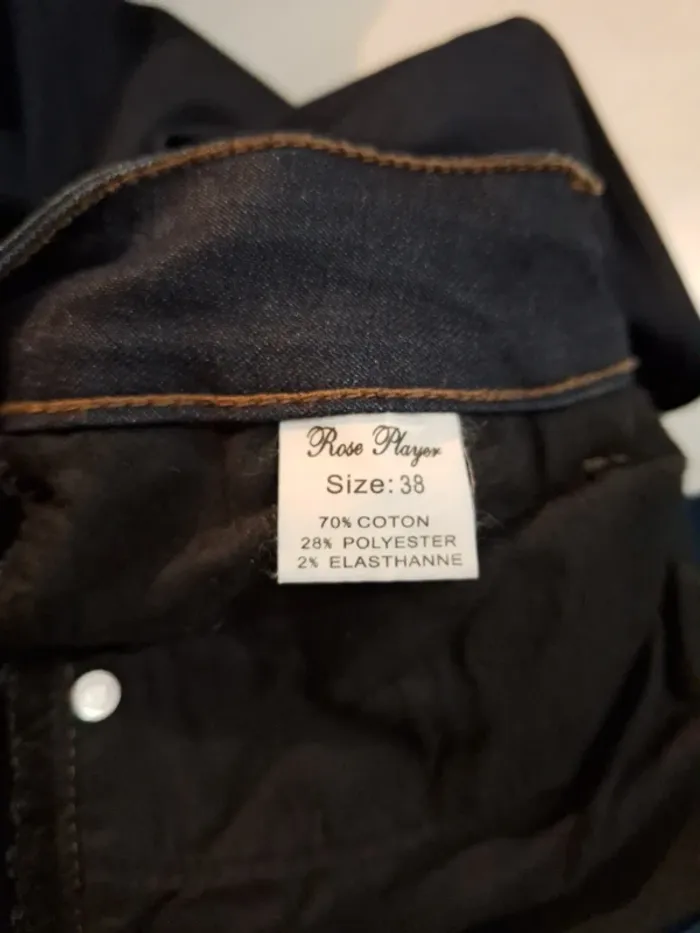 Rose Player
Size: 38
70% COTON
28% POLYESTER
2% ELASTHANNE